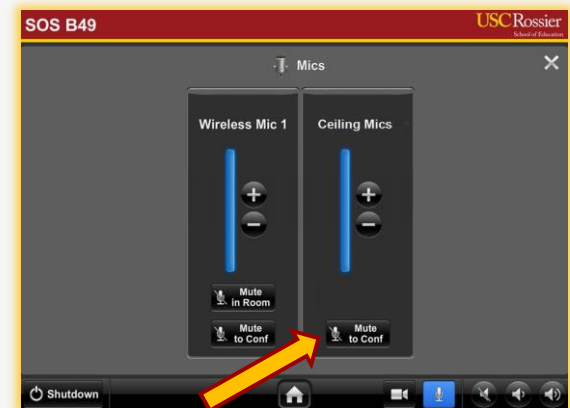 SOS B49
USC Rossier
School of Education
Mics
Wireless Mic 1
Ceiling Mics
Mute
in Room
Mute
to Conf
Mute
to Conf
Shutdown